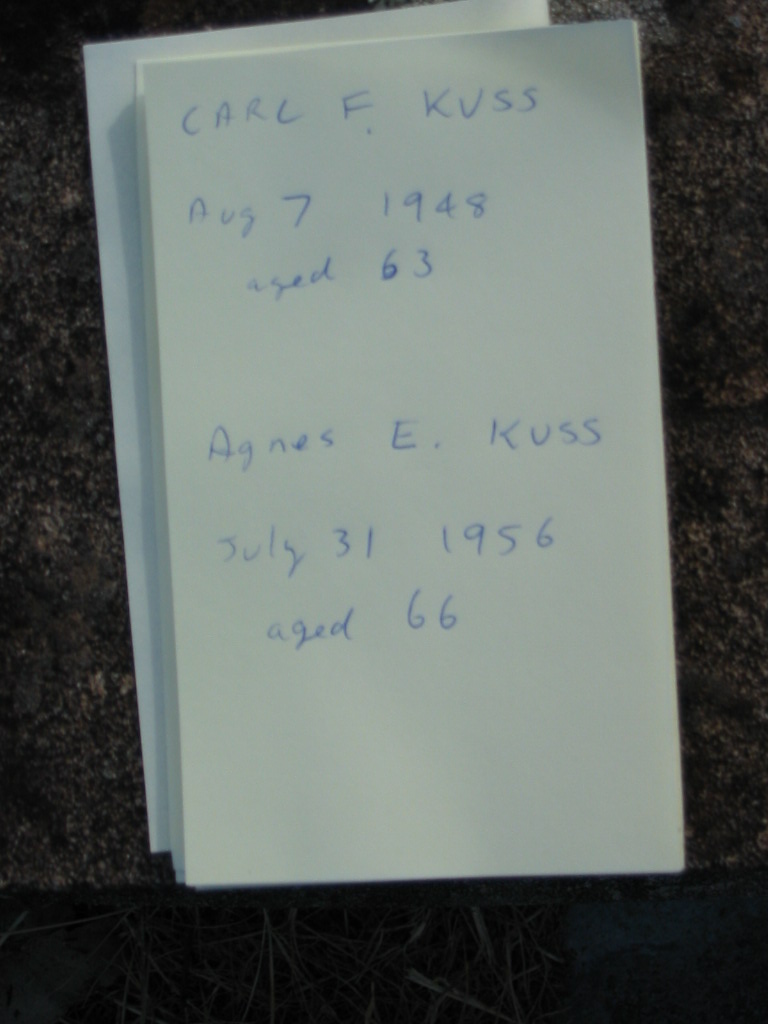 CARL F. KUSS
Aug 7 1948
aged 63
Agnes E. KUSS
July 31 1956
aged 66